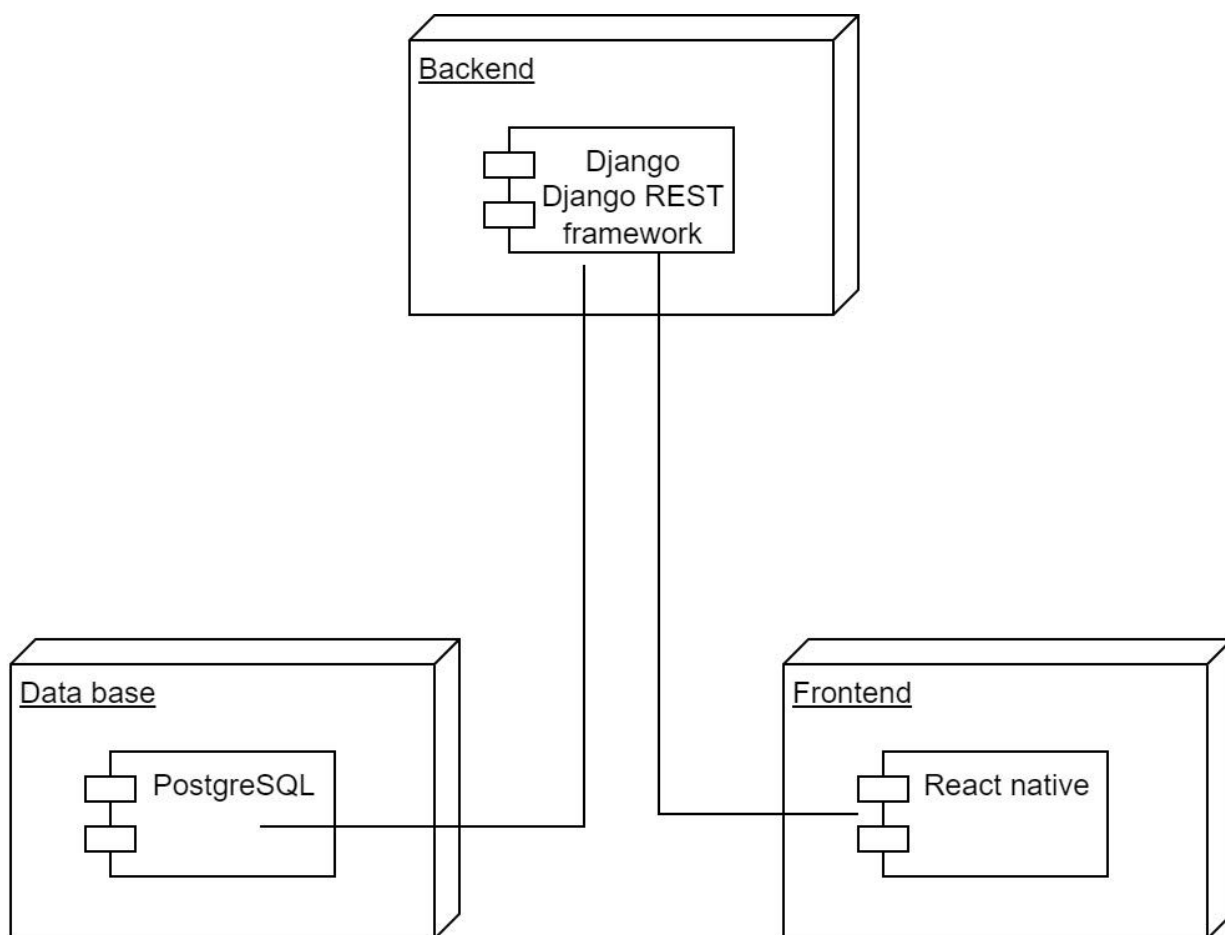 Backend
Django
Django REST
framework
Data base
PostgreSQL
Frontend
React native